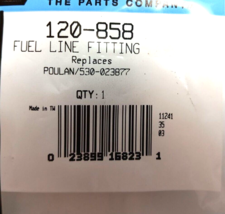 THE PARTS COMPANY
120-858
FUEL LINE FITTING
Replaces
POULAN/530-023877
QTY: 1
Made in TW
11241
35
03
0 23895 16823 1